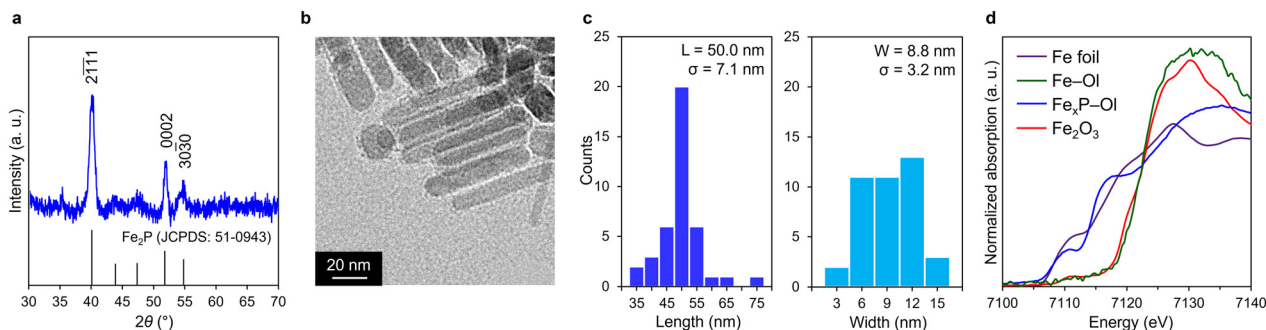 a
2111
0002
3030
Intensity (a. u.)
Fe₂P (JCPDS: 51-0943)
30 35 40 45 50 55 60 65 70
2θ (°)
b
20 nm
c
25
20
15
10
5
0
Counts
L = 50.0 nm
σ = 7.1 nm
35 45 50 55 65 75
Length (nm)
25
20
15
10
5
0
W = 8.8 nm
σ = 3.2 nm
3 6 9 12 15
Width (nm)
d
Normalized absorption (a. u.)
Fe foil
Fe–Ol
FeₓP–Ol
Fe₂O₃
7100 7110 7120 7130 7140
Energy (eV)